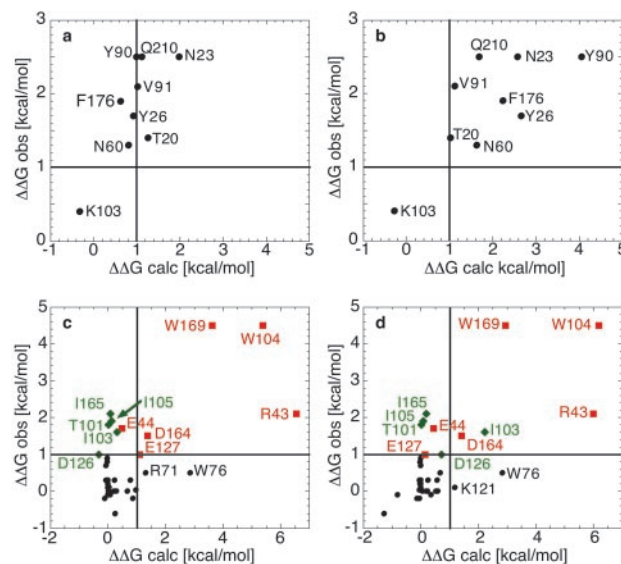 a
ΔΔG obs [kcal/mol]
3
2
1
0
Y90
Q210
N23
V91
F176
Y26
T20
N60
K103
-1 0 1 2 3 4 5
ΔΔG calc [kcal/mol]
b
ΔΔG obs [kcal/mol]
3
2
1
0
Q210
N23
Y90
V91
F176
Y26
T20
N60
K103
-1 0 1 2 3 4 5
ΔΔG calc kcal/mol]
c
ΔΔG obs [kcal/mol]
5
4
3
2
1
0
-1
W169
W104
I165
I105
R43
T101
E44
I103
D164
E127
D126
R71
W76
0 2 4 6
ΔΔG calc [kcal/mol]
d
ΔΔG obs [kcal/mol]
5
4
3
2
1
0
-1
W169
W104
I165
I105
R43
T101
E44
I103
D164
E127
D126
W76
K121
0 2 4 6
ΔΔG calc [kcal/mol]